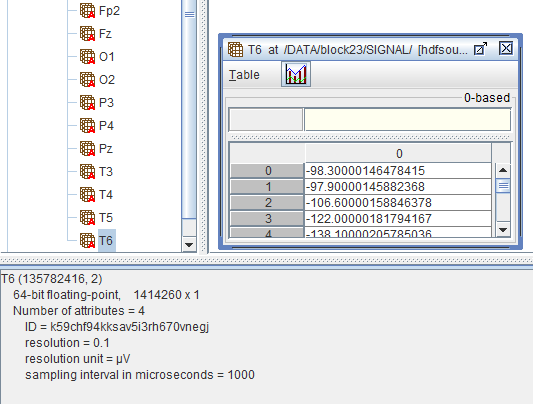 Fp2
Fz
O1
O2
P3
P4
Pz
T3
T4
T5
T6
T6 at /DATA/block23/SIGNAL/ [hdfsou...
Table
0-based
0
0 -98.30000146478415
1 -97.90000145882368
2 -106.60000158846378
3 -122.00000181794167
4 -138.10000205785036
T6 (135782416, 2)
64-bit floating-point, 1414260 x 1
Number of attributes = 4
ID = k59chf94kksav5i3rh670vnegj
resolution = 0.1
resolution unit = µV
sampling interval in microseconds = 1000